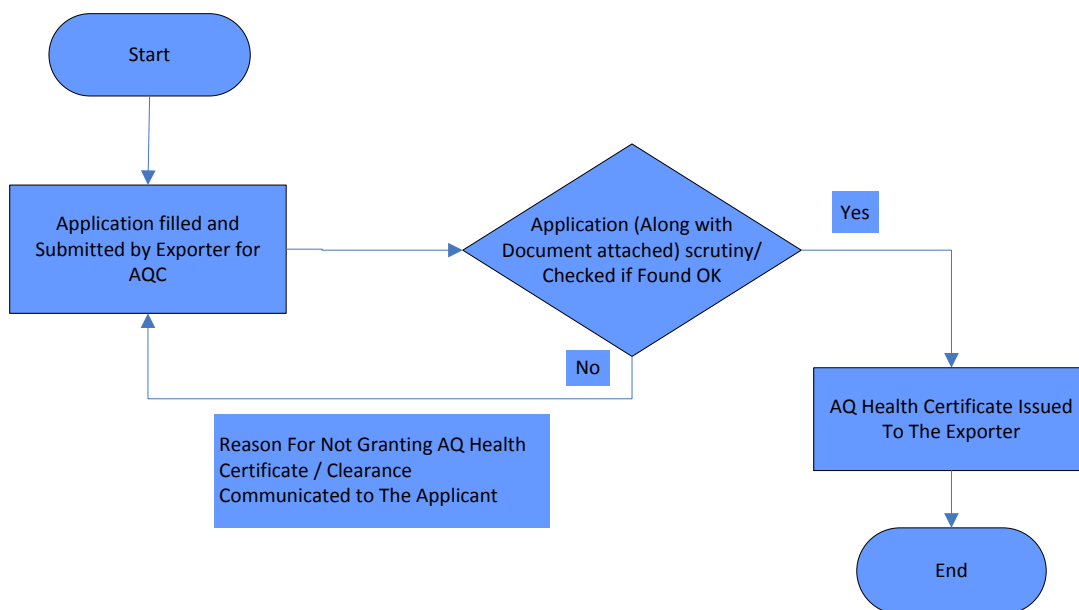 Start
Application filled and
Submitted by Exporter for
AQC
Application (Along with
Document attached) scrutiny/
Checked if Found OK
Yes
No
Reason For Not Granting AQ Health
Certificate / Clearance
Communicated to The Applicant
AQ Health Certificate Issued
To The Exporter
End